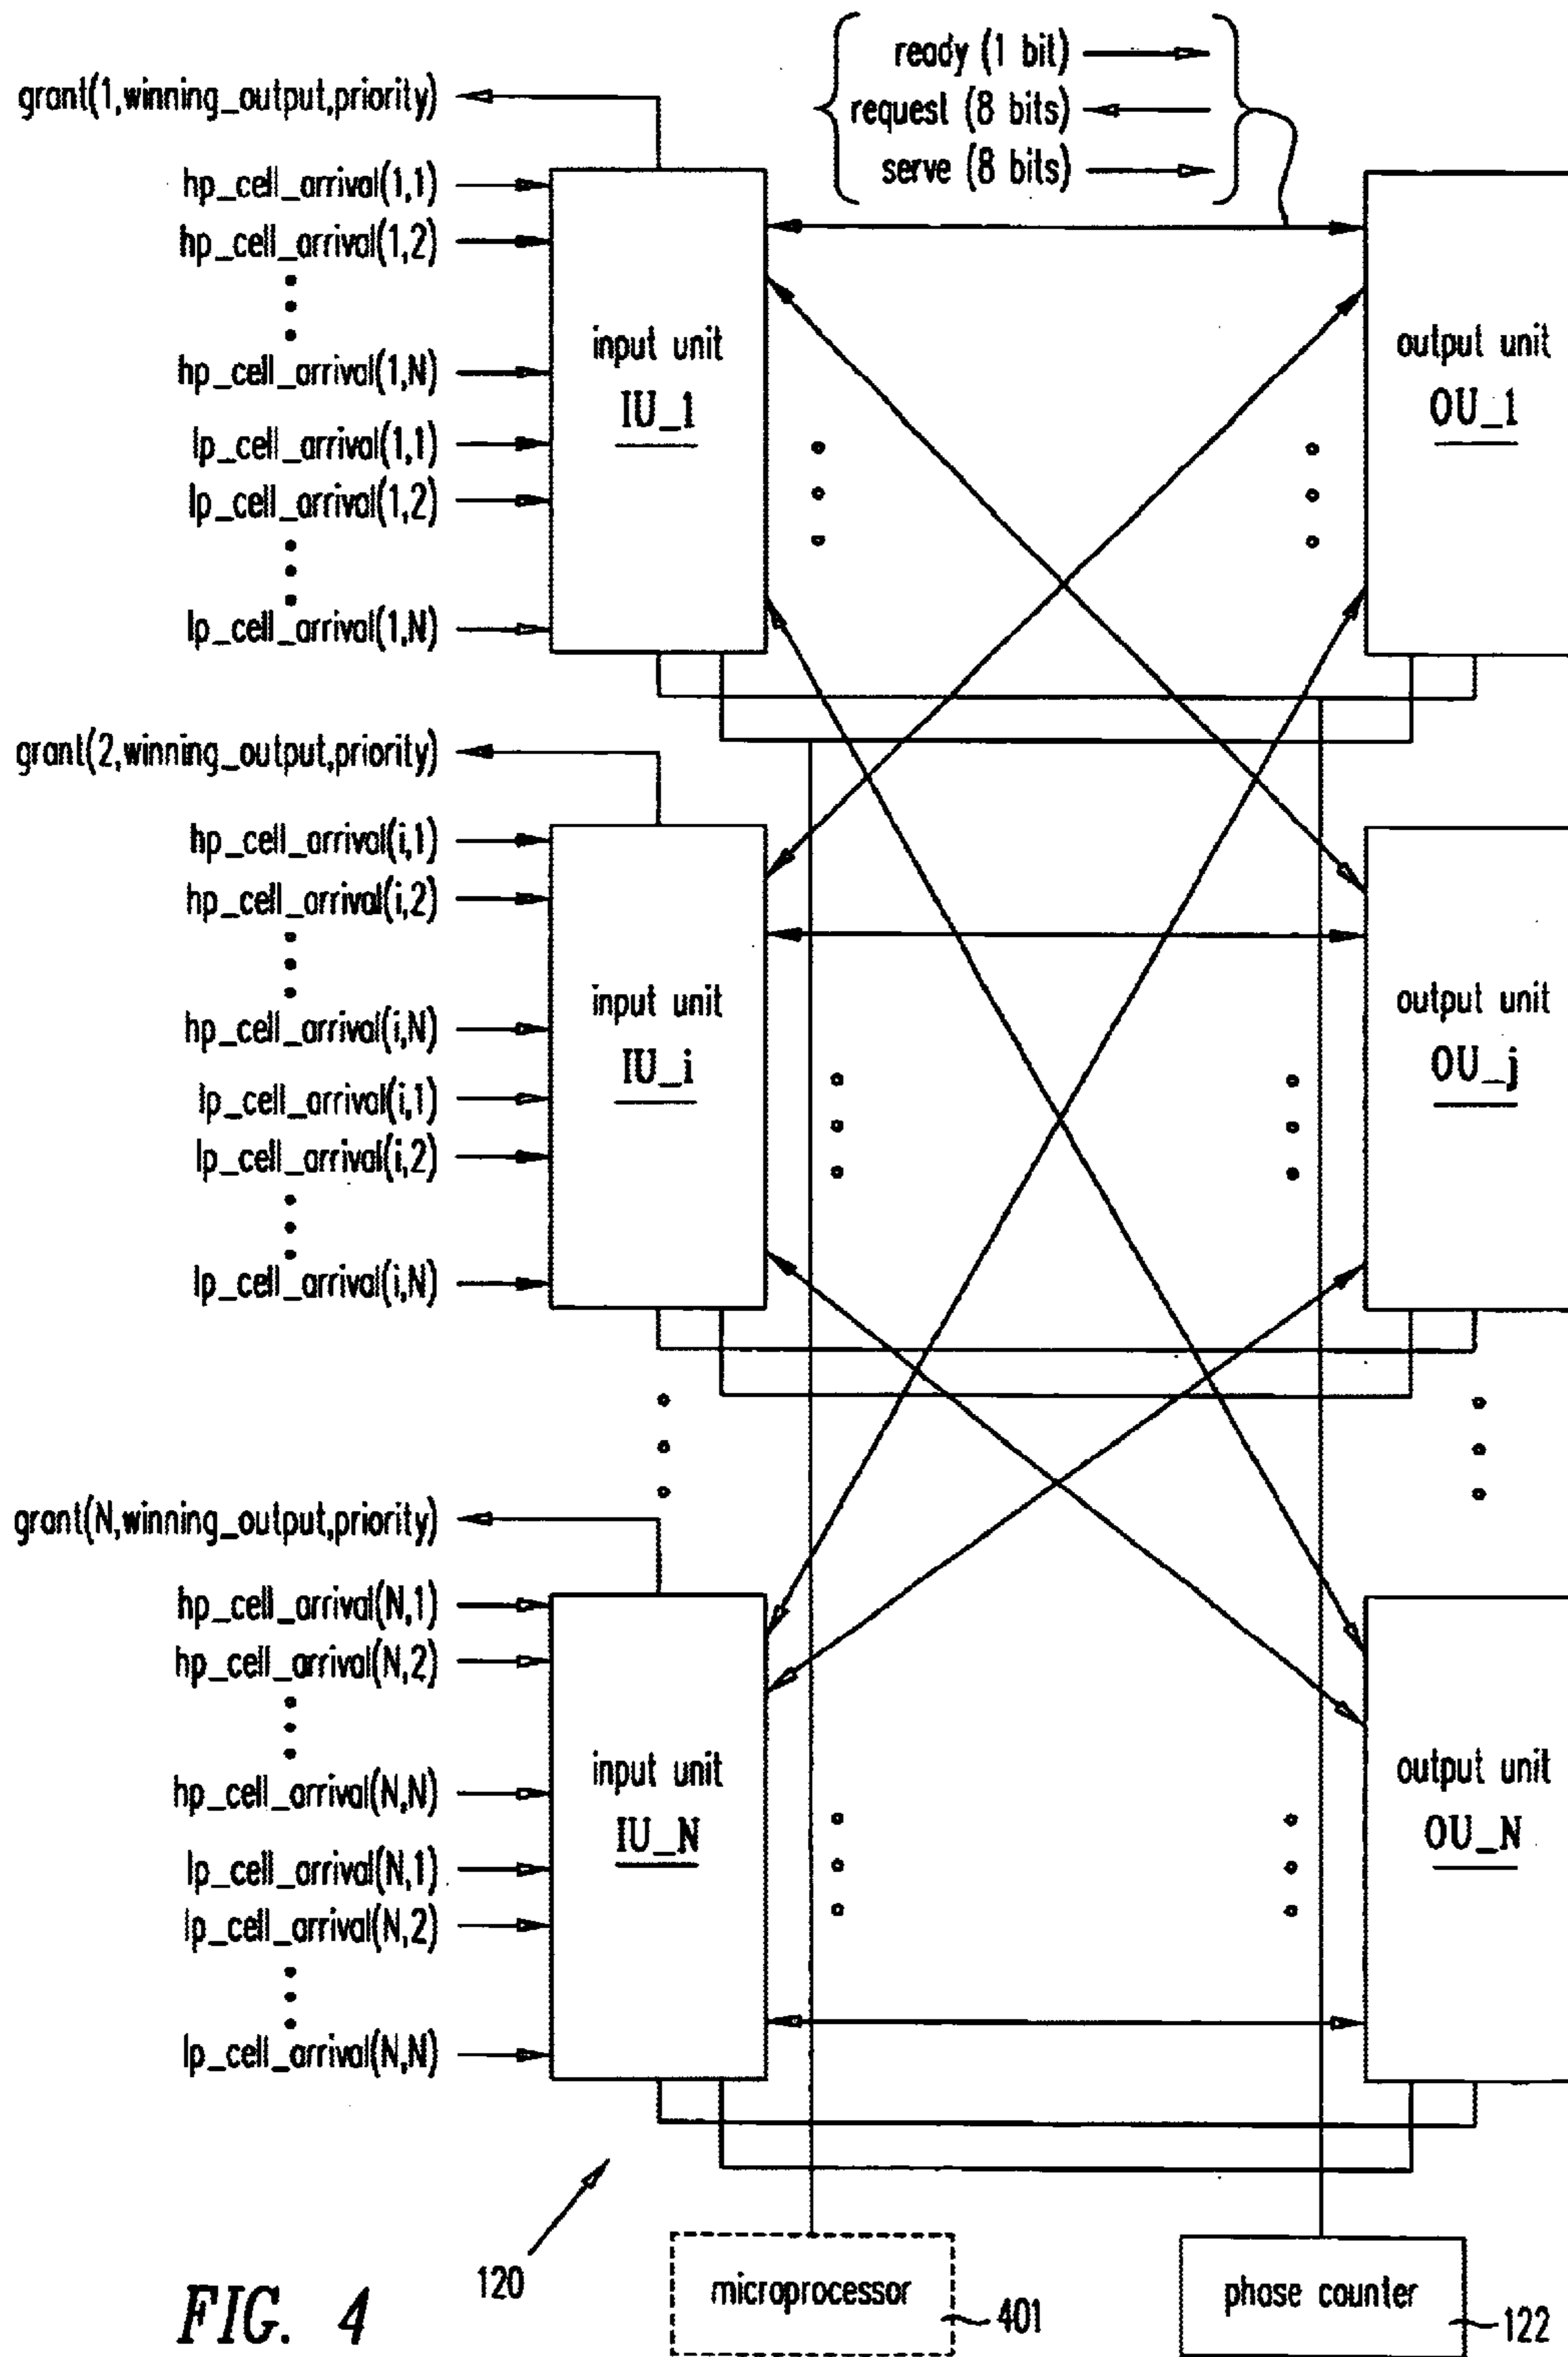 ready (1 bit)
request (8 bits)
serve (8 bits)
grant(1,winning_output,priority)
hp_cell_arrival(1,1)
hp_cell_arrival(1,2)
hp_cell_arrival(1,N)
lp_cell_arrival(1,1)
lp_cell_arrival(1,2)
lp_cell_arrival(1,N)
input unit
IU_1
output unit
OU_1
grant(2,winning_output,priority)
hp_cell_arrival(i,1)
hp_cell_arrival(i,2)
hp_cell_arrival(i,N)
lp_cell_arrival(i,1)
lp_cell_arrival(i,2)
lp_cell_arrival(i,N)
input unit
IU_i
output unit
OU_j
grant(N,winning_output,priority)
hp_cell_arrival(N,1)
hp_cell_arrival(N,2)
hp_cell_arrival(N,N)
lp_cell_arrival(N,1)
lp_cell_arrival(N,2)
lp_cell_arrival(N,N)
input unit
IU_N
output unit
OU_N
120
microprocessor
401
phase counter
122
FIG. 4